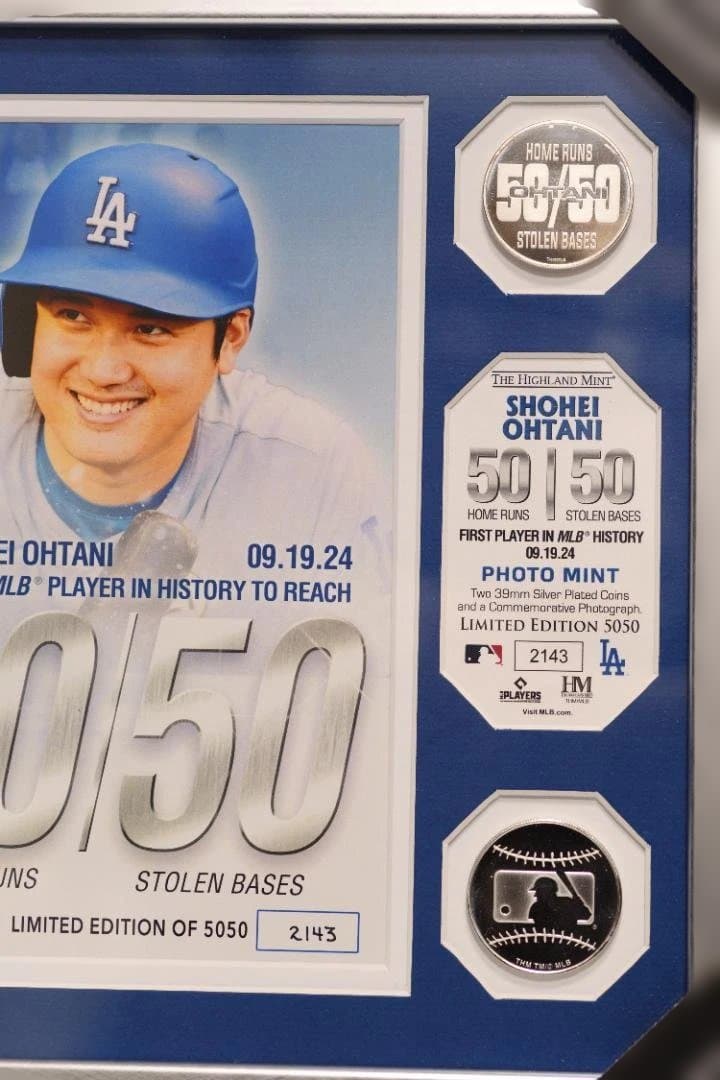 LA
EI OHTANI 09.19.24
MLB® PLAYER IN HISTORY TO REACH
0/50
UNS STOLEN BASES
LIMITED EDITION OF 5050 2143
HOME RUNS
50/50
OHTANI
STOLEN BASES
THE HIGHLAND MINT®
SHOHEI
OHTANI
50 | 50
HOME RUNS STOLEN BASES
FIRST PLAYER IN MLB® HISTORY
09.19.24
PHOTO MINT
Two 39mm Silver Plated Coins
and a Commemorative Photograph.
LIMITED EDITION 5050
2143 LA
PLAYERS HM
Visit MLB.com.
THM TMIC MLB